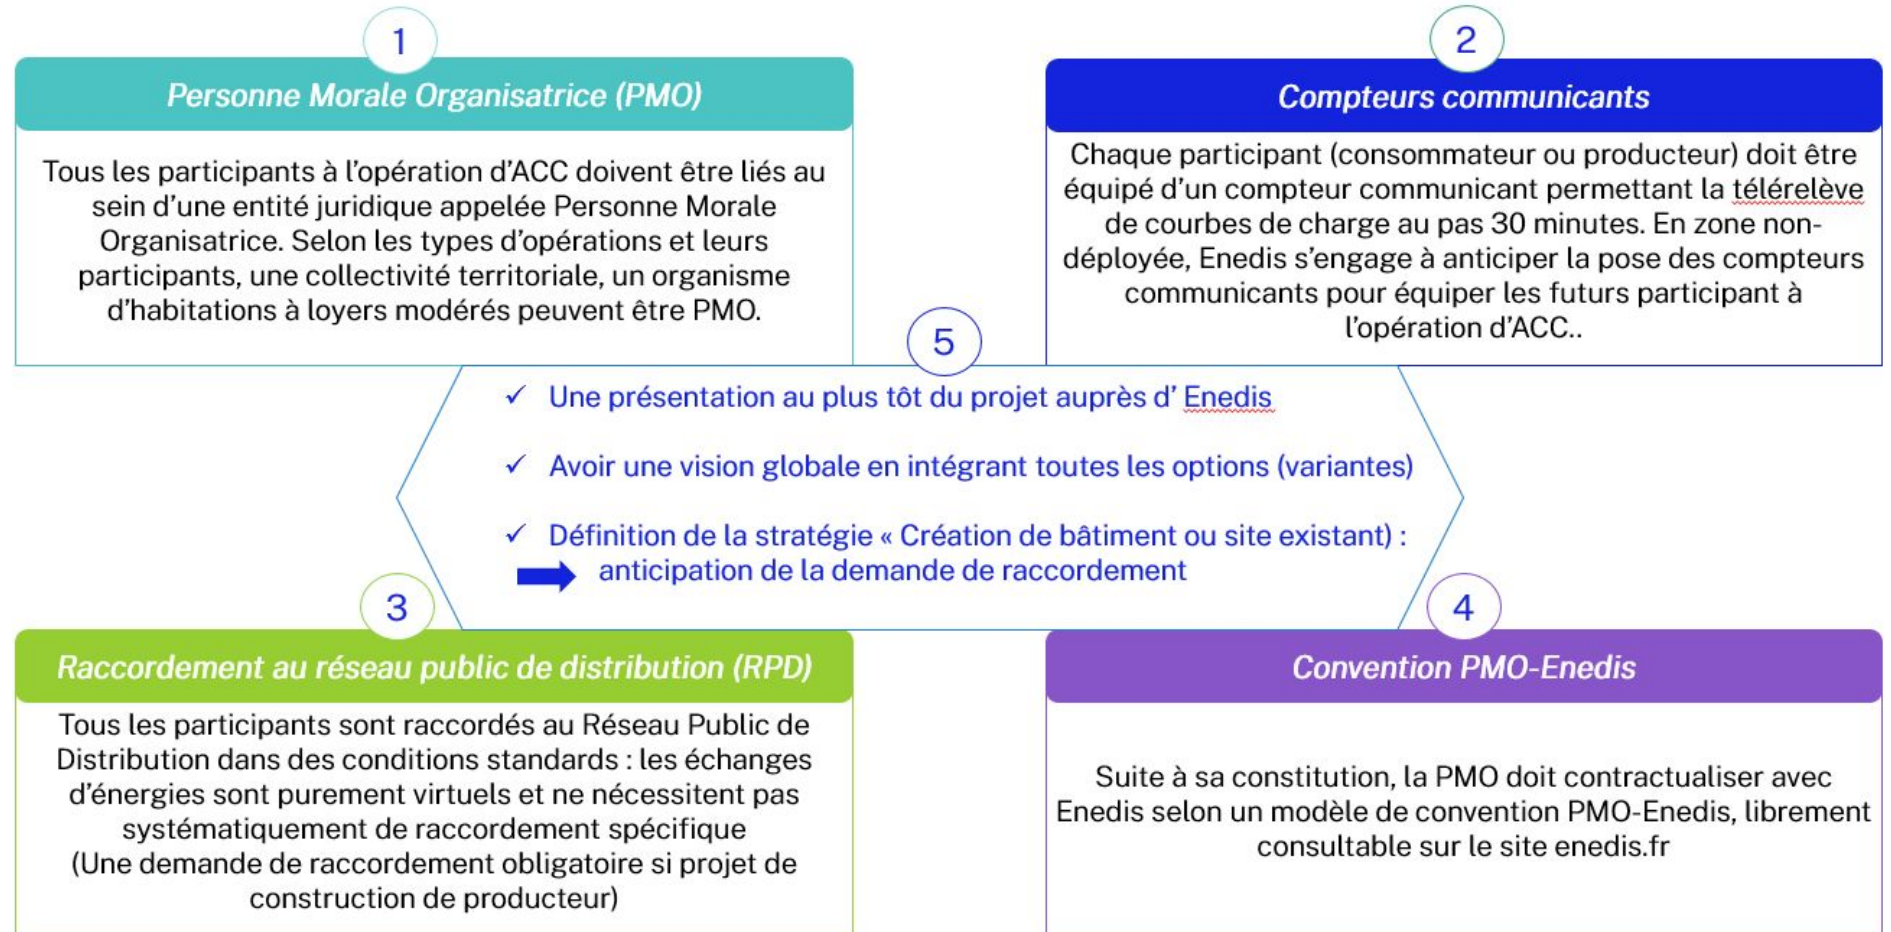 1
Personne Morale Organisatrice (PMO)
Tous les participants à l’opération d’ACC doivent être liés au
sein d’une entité juridique appelée Personne Morale
Organisatrice. Selon les types d’opérations et leurs
participants, une collectivité territoriale, un organisme
d’habitations à loyers modérés peuvent être PMO.
2
Compteurs communicants
Chaque participant (consommateur ou producteur) doit être
équipé d’un compteur communicant permettant la télérelève
de courbes de charge au pas 30 minutes. En zone non-
déployée, Enedis s’engage à anticiper la pose des compteurs
communicants pour équiper les futurs participant à
l’opération d’ACC..
5
✓ Une présentation au plus tôt du projet auprès d’ Enedis
✓ Avoir une vision globale en intégrant toutes les options (variantes)
✓ Définition de la stratégie « Création de bâtiment ou site existant) :
anticipation de la demande de raccordement
3
Raccordement au réseau public de distribution (RPD)
Tous les participants sont raccordés au Réseau Public de
Distribution dans des conditions standards : les échanges
d’énergies sont purement virtuels et ne nécessitent pas
systématiquement de raccordement spécifique
(Une demande de raccordement obligatoire si projet de
construction de producteur)
4
Convention PMO-Enedis
Suite à sa constitution, la PMO doit contractualiser avec
Enedis selon un modèle de convention PMO-Enedis, librement
consultable sur le site enedis.fr